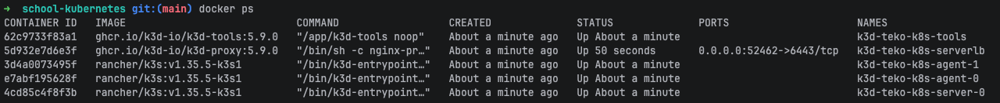 → school-kubernetes git:(main) docker ps
CONTAINER ID   IMAGE                            COMMAND                  CREATED              STATUS              PORTS                     NAMES
62c9733f83a1   ghcr.io/k3d-io/k3d-tools:5.9.0   "/app/k3d-tools noop"    About a minute ago   Up About a minute                             k3d-teko-k8s-tools
5d932e7d6e3f   ghcr.io/k3d-io/k3d-proxy:5.9.0   "/bin/sh -c nginx-pr…"   About a minute ago   Up 50 seconds       0.0.0.0:52462->6443/tcp   k3d-teko-k8s-serverlb
3d4a0073495f   rancher/k3s:v1.35.5-k3s1         "/bin/k3d-entrypoint…"   About a minute ago   Up About a minute                             k3d-teko-k8s-agent-1
e7abf195628f   rancher/k3s:v1.35.5-k3s1         "/bin/k3d-entrypoint…"   About a minute ago   Up About a minute                             k3d-teko-k8s-agent-0
4cd85c4f8f3b   rancher/k3s:v1.35.5-k3s1         "/bin/k3d-entrypoint…"   About a minute ago   Up About a minute                             k3d-teko-k8s-server-0